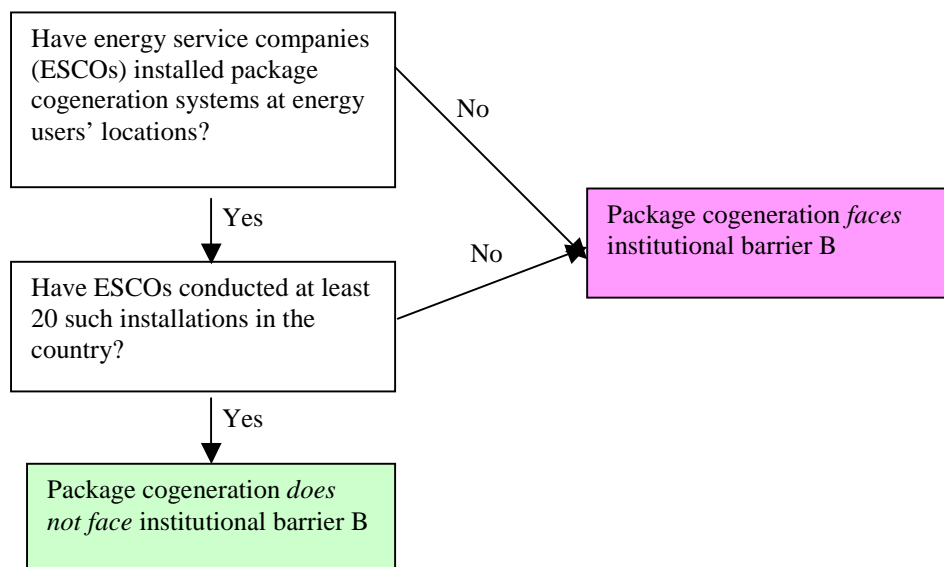 Have energy service companies
(ESCOs) installed package
cogeneration systems at energy
users’ locations?
No
Yes
Package cogeneration faces
institutional barrier B
No
Have ESCOs conducted at least
20 such installations in the
country?
Yes
Package cogeneration does
not face institutional barrier B